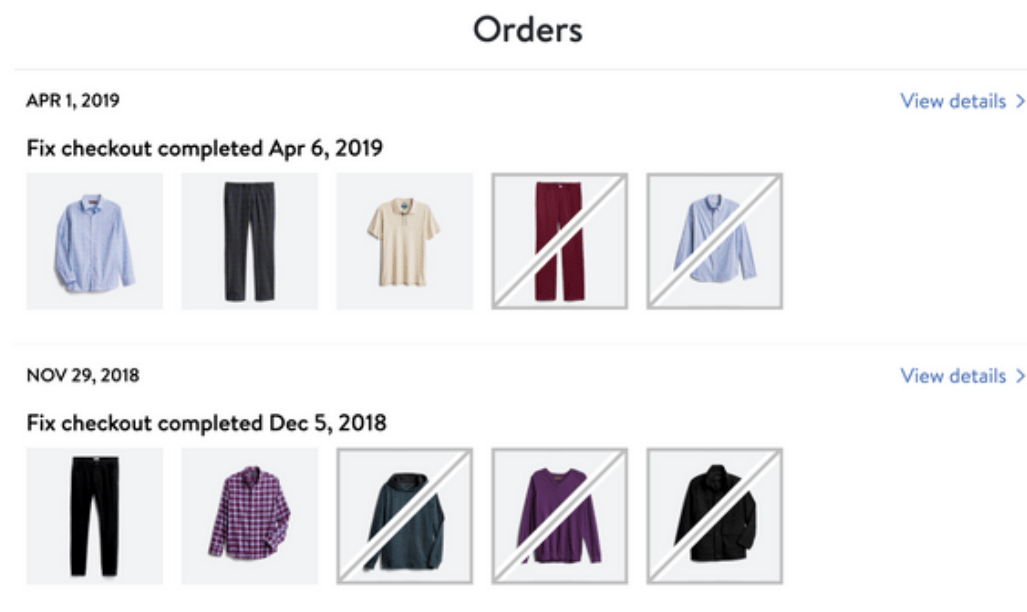 Orders
APR 1, 2019
View details
Fix checkout completed Apr 6, 2019
NOV 29, 2018
View details
Fix checkout completed Dec 5, 2018